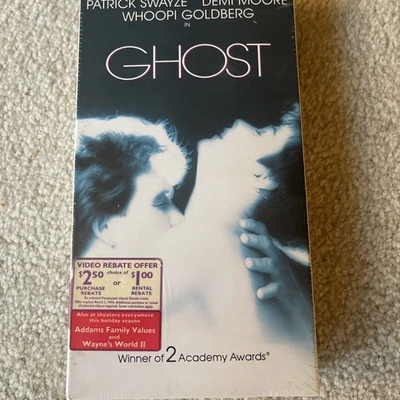 PATRICK SWAYZE DEMI MOORE
WHOOPI GOLDBERG
IN
GHOST
VIDEO REBATE OFFER
$2.50 choice of $1.00
PURCHASE or RENTAL
REBATE REBATE
Also at theaters everywhere
this holiday season
Addams Family Values
and
Wayne's World II
Winner of 2 Academy Awards®